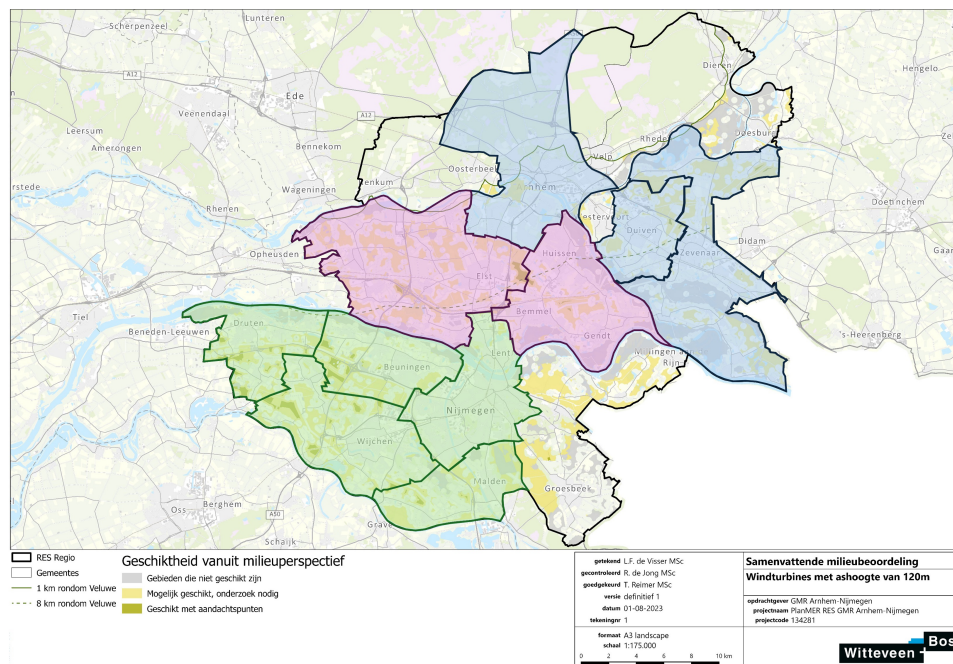 Scherpenzeel
Lunteren
A12
Ede
Veenendaal
A12
Dieren
Hengelo
Leersum
Amerongen
Bennekom
Rhede
Doesburg
Velp
Oosterbeek
Wageningen
Renkum
Arnhem
Rhenen
Doetinchem
Duiven
Didam
Zevenaar
Opheusden
Huissen
Elst
Tiel
Bemmel
Beneden-Leeuwen
Druten
Gendt
's-Heerenberg
Lent
Beuningen
Rijn
Nijmegen
Wijchen
Malden
Groesbeek
Berghem
Oss
A50
Grave
Schaijk
RES Regio
Gemeentes
1 km rondom Veluwe
8 km rondom Veluwe
Geschiktheid vanuit milieuperspectief
Gebieden die niet geschikt zijn
Mogelijk geschikt, onderzoek nodig
Geschikt met aandachtspunten
getekend L.F. de Visser MSc
gecontroleerd R. de Jong MSc
goedgekeurd T. Reimer MSc
versie definitief 1
datum 01-08-2023
tekeningnr 1
formaat A3 landscape
schaal 1:175.000
0 2 4 6 8 10 km
Samenvattende milieubeoordeling
Windturbines met ashoogte van 120m
opdrachtgever GMR Arnhem-Nijmegen
projectnaam PlanMER RES GMR Arnhem-Nijmegen
projectcode 134281
Witteveen + Bos